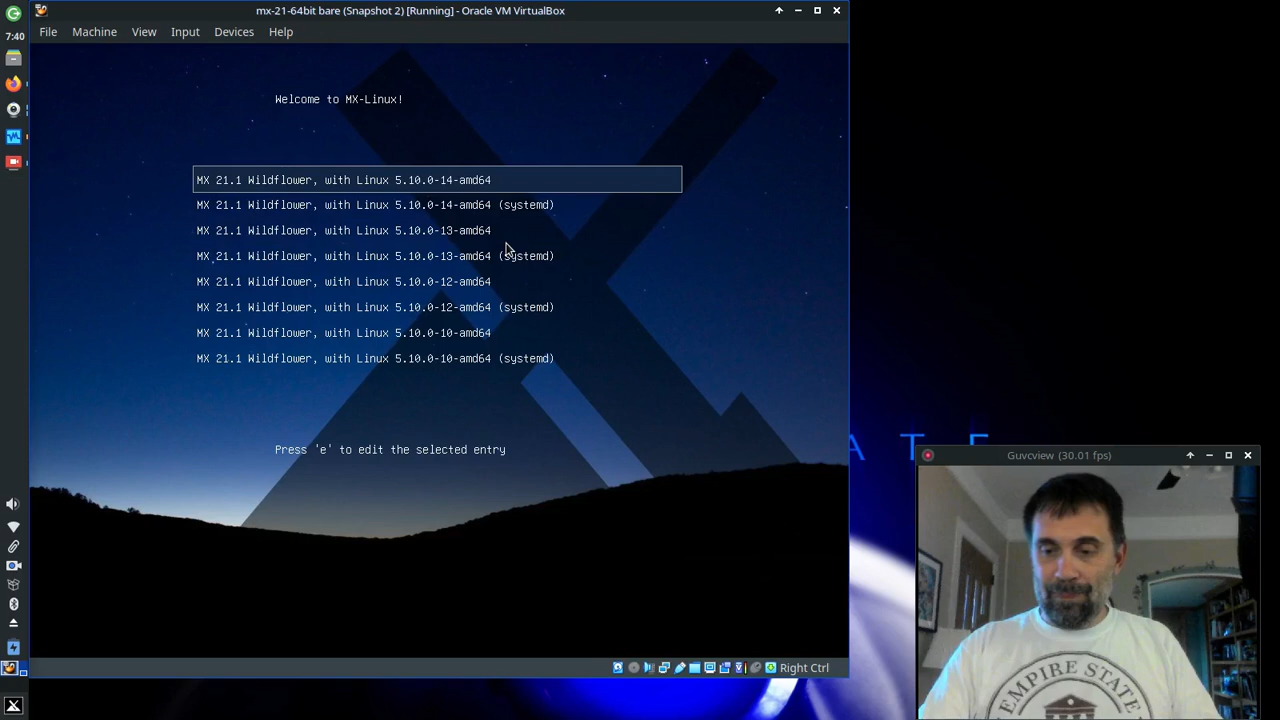 mx-21-64bit bare (Snapshot 2) [Running] - Oracle VM VirtualBox
7:40
File Machine View Input Devices Help
Welcome to MX-Linux!
MX 21.1 Wildflower, with Linux 5.10.0-14-amd64
MX 21.1 Wildflower, with Linux 5.10.0-14-amd64 (systemd)
MX 21.1 Wildflower, with Linux 5.10.0-13-amd64
MX 21.1 Wildflower, with Linux 5.10.0-13-amd64 (systemd)
MX 21.1 Wildflower, with Linux 5.10.0-12-amd64
MX 21.1 Wildflower, with Linux 5.10.0-12-amd64 (systemd)
MX 21.1 Wildflower, with Linux 5.10.0-10-amd64
MX 21.1 Wildflower, with Linux 5.10.0-10-amd64 (systemd)
Press 'e' to edit the selected entry
A T E
Guvcview (30.01 fps)
Right Ctrl
EMPIRE STATE